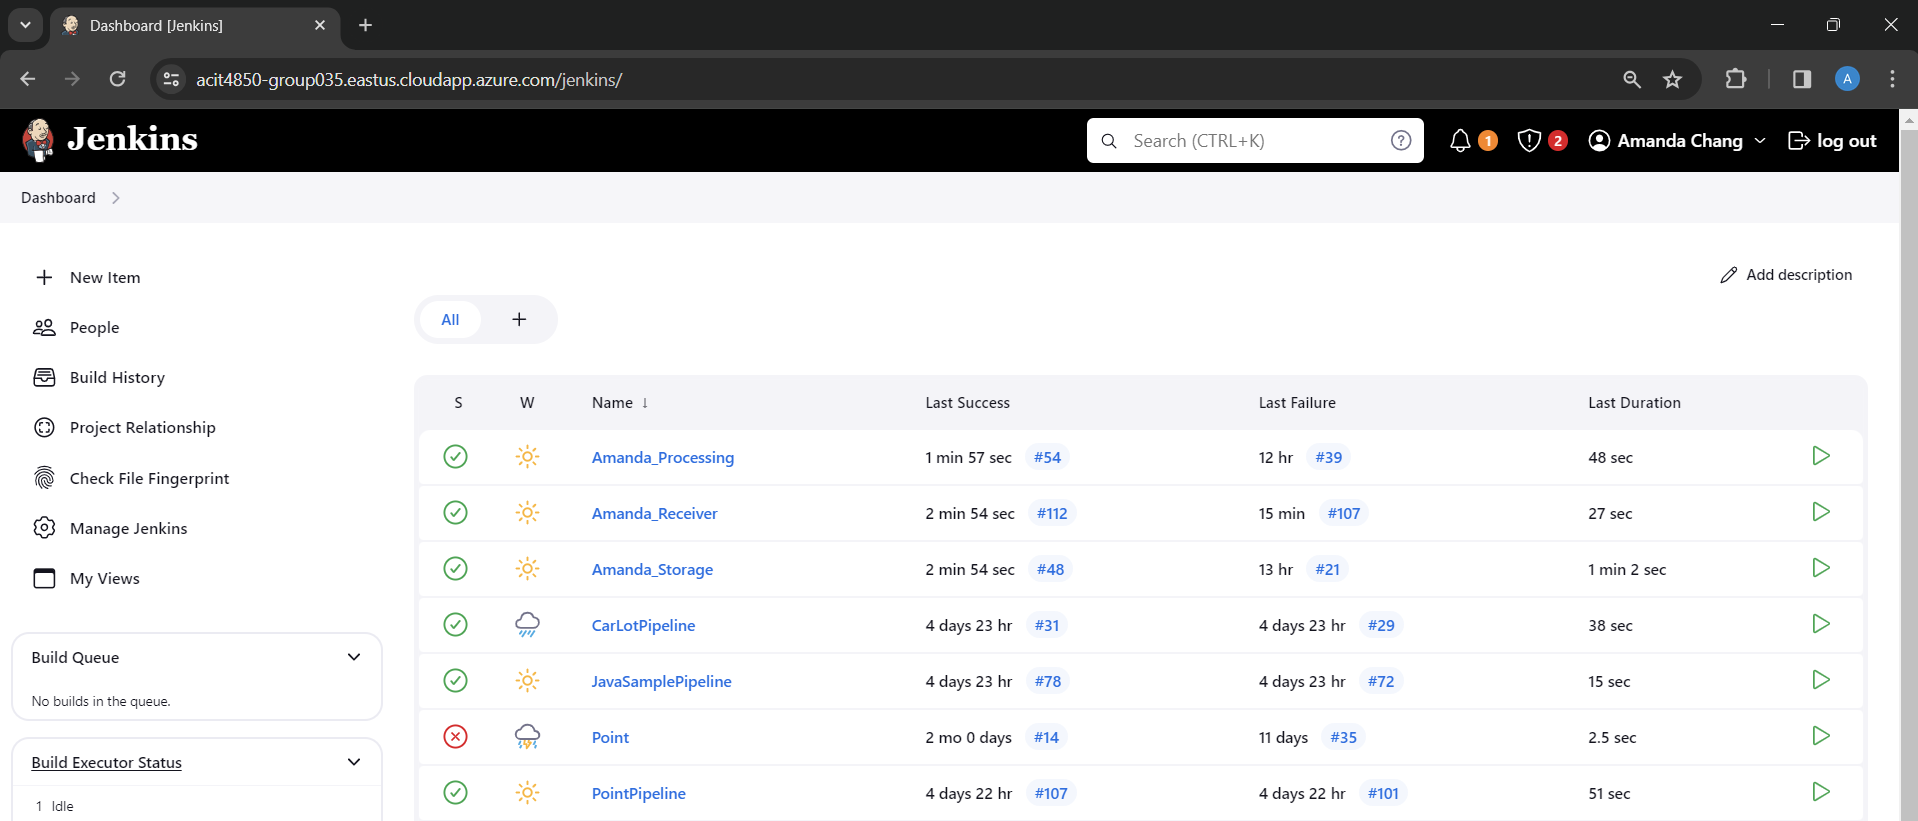 Dashboard [Jenkins]
acit4850-group035.eastus.cloudapp.azure.com/jenkins/
A
Jenkins
Search (CTRL+K)
1
2
Amanda Chang
log out
Dashboard
New Item
People
Build History
Project Relationship
Check File Fingerprint
Manage Jenkins
My Views
Build Queue
No builds in the queue.
Build Executor Status
1 Idle
Add description
All +
S W Name ↓ Last Success Last Failure Last Duration
Amanda_Processing 1 min 57 sec #54 12 hr #39 48 sec
Amanda_Receiver 2 min 54 sec #112 15 min #107 27 sec
Amanda_Storage 2 min 54 sec #48 13 hr #21 1 min 2 sec
CarLotPipeline 4 days 23 hr #31 4 days 23 hr #29 38 sec
JavaSamplePipeline 4 days 23 hr #78 4 days 23 hr #72 15 sec
Point 2 mo 0 days #14 11 days #35 2.5 sec
PointPipeline 4 days 22 hr #107 4 days 22 hr #101 51 sec